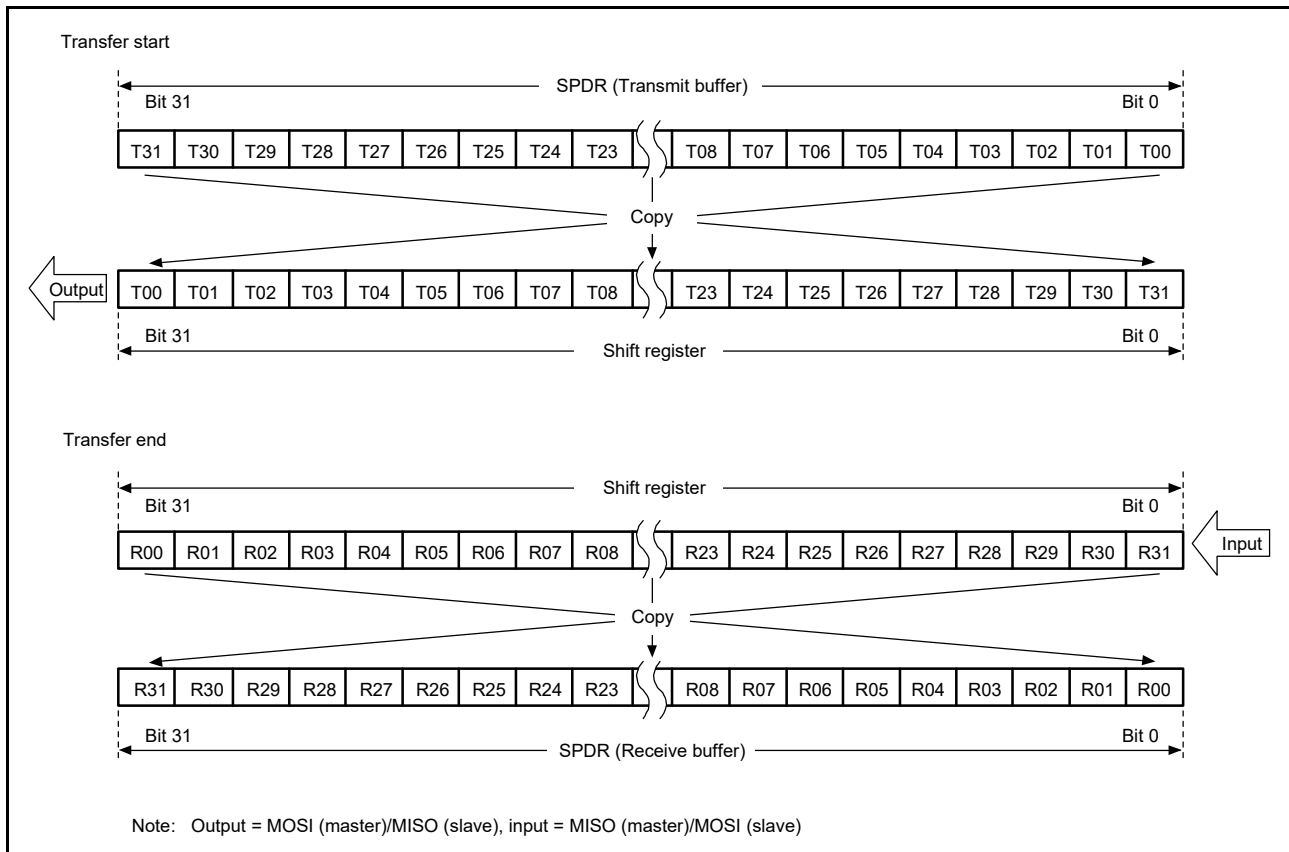 Transfer start
SPDR (Transmit buffer)
Bit 31 Bit 0
T31 T30 T29 T28 T27 T26 T25 T24 T23 T08 T07 T06 T05 T04 T03 T02 T01 T00
Copy
Output T00 T01 T02 T03 T04 T05 T06 T07 T08 T23 T24 T25 T26 T27 T28 T29 T30 T31
Bit 31 Bit 0
Shift register
Transfer end
Shift register
Bit 31 Bit 0
R00 R01 R02 R03 R04 R05 R06 R07 R08 R23 R24 R25 R26 R27 R28 R29 R30 R31 Input
Copy
R31 R30 R29 R28 R27 R26 R25 R24 R23 R08 R07 R06 R05 R04 R03 R02 R01 R00
Bit 31 Bit 0
SPDR (Receive buffer)
Note: Output = MOSI (master)/MISO (slave), input = MISO (master)/MOSI (slave)